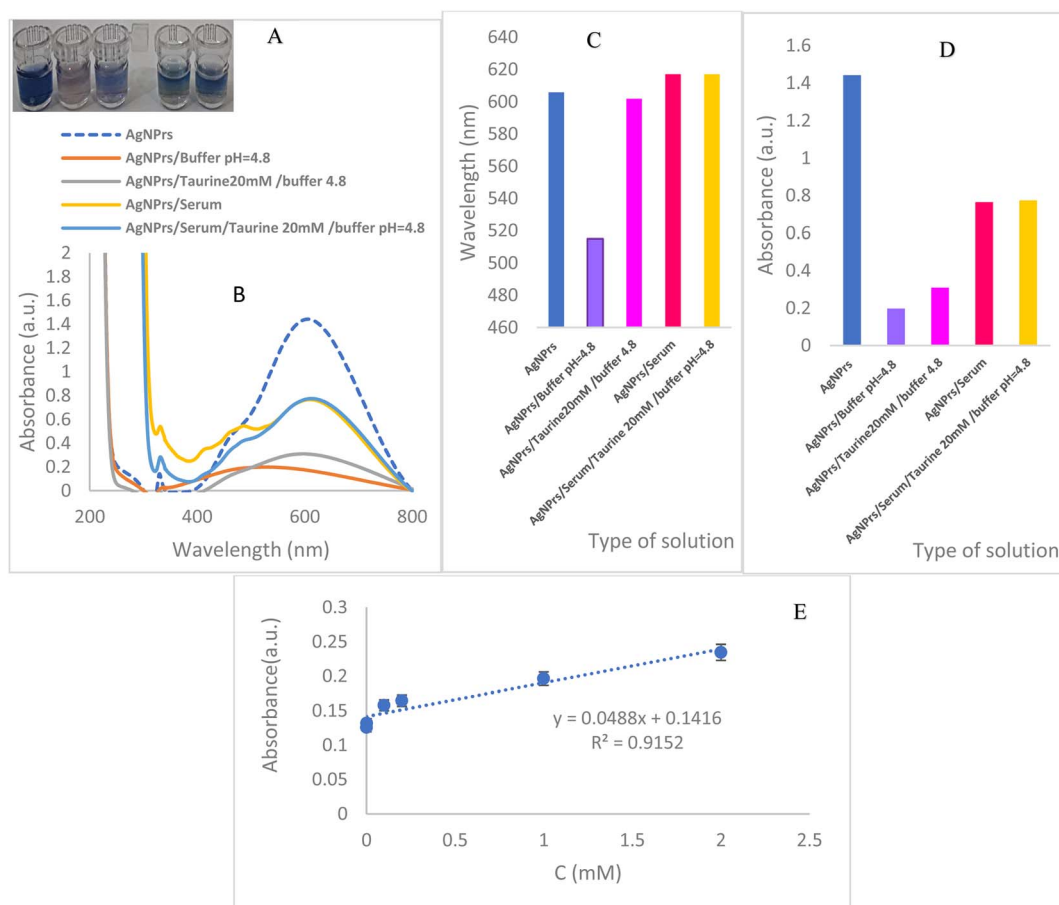 A
AgNPrs
AgNPrs/Buffer pH=4.8
AgNPrs/Taurine20mM /buffer 4.8
AgNPrs/Serum
AgNPrs/Serum/Taurine 20mM /buffer pH=4.8
B
Absorbance (a.u.)
2
1.8
1.6
1.4
1.2
1
0.8
0.6
0.4
0.2
0
200
400
600
800
Wavelength (nm)
C
Wavelength (nm)
640
620
600
580
560
540
520
500
480
460
AgNPrs
AgNPrs/Buffer pH=4.8
AgNPrs/Taurine20mM /buffer 4.8
AgNPrs/Serum
AgNPrs/Serum/Taurine 20mM /buffer pH=4.8
Type of solution
D
Absorbance (a.u.)
1.6
1.4
1.2
1
0.8
0.6
0.4
0.2
0
AgNPrs
AgNPrs/Buffer pH=4.8
AgNPrs/Taurine20mM /buffer 4.8
AgNPrs/Serum
AgNPrs/Serum/Taurine 20mM /buffer pH=4.8
Type of solution
E
Absorbance(a.u.)
0.3
0.25
0.2
0.15
0.1
0.05
0
y = 0.0488x + 0.1416
R² = 0.9152
0
0.5
1
1.5
2
2.5
C (mM)